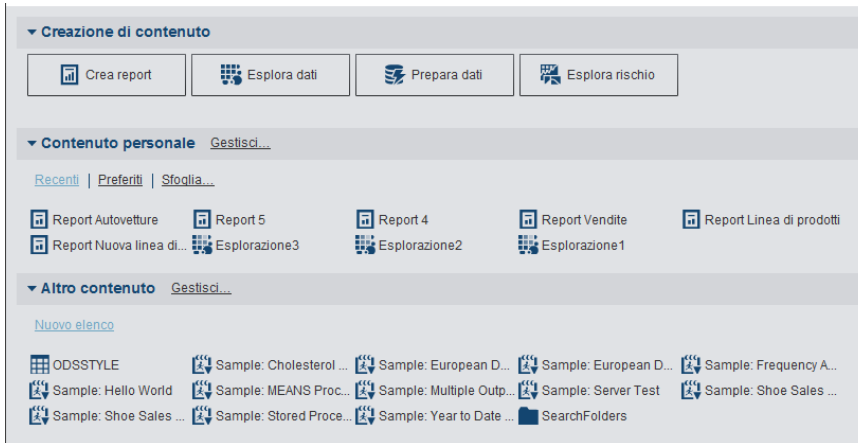 Creazione di contenuto
Crea report Esplora dati Prepara dati Esplora rischio
Contenuto personale Gestisci...
Recenti | Preferiti | Sfoglia...
Report Autovetture Report 5 Report 4 Report Vendite Report Linea di prodotti
Report Nuova linea di... Esplorazione3 Esplorazione2 Esplorazione1
Altro contenuto Gestisci...
Nuovo elenco
ODSSTYLE Sample: Cholesterol ... Sample: European D... Sample: European D... Sample: Frequency A...
Sample: Hello World Sample: MEANS Proc... Sample: Multiple Outp... Sample: Server Test Sample: Shoe Sales ...
Sample: Shoe Sales ... Sample: Stored Proce... Sample: Year to Date ... SearchFolders